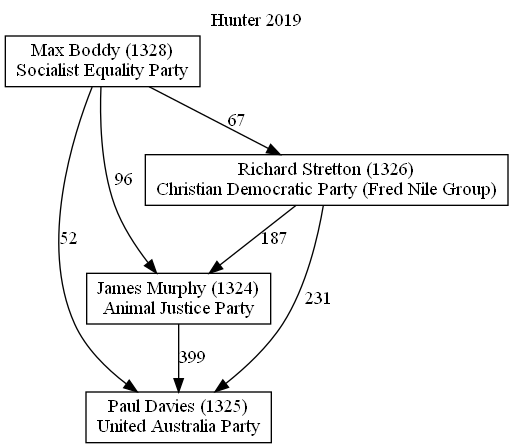 Hunter 2019
Max Boddy (1328)
Socialist Equality Party
67
Richard Stretton (1326)
Christian Democratic Party (Fred Nile Group)
96
52
187
James Murphy (1324)
Animal Justice Party
231
399
Paul Davies (1325)
United Australia Party